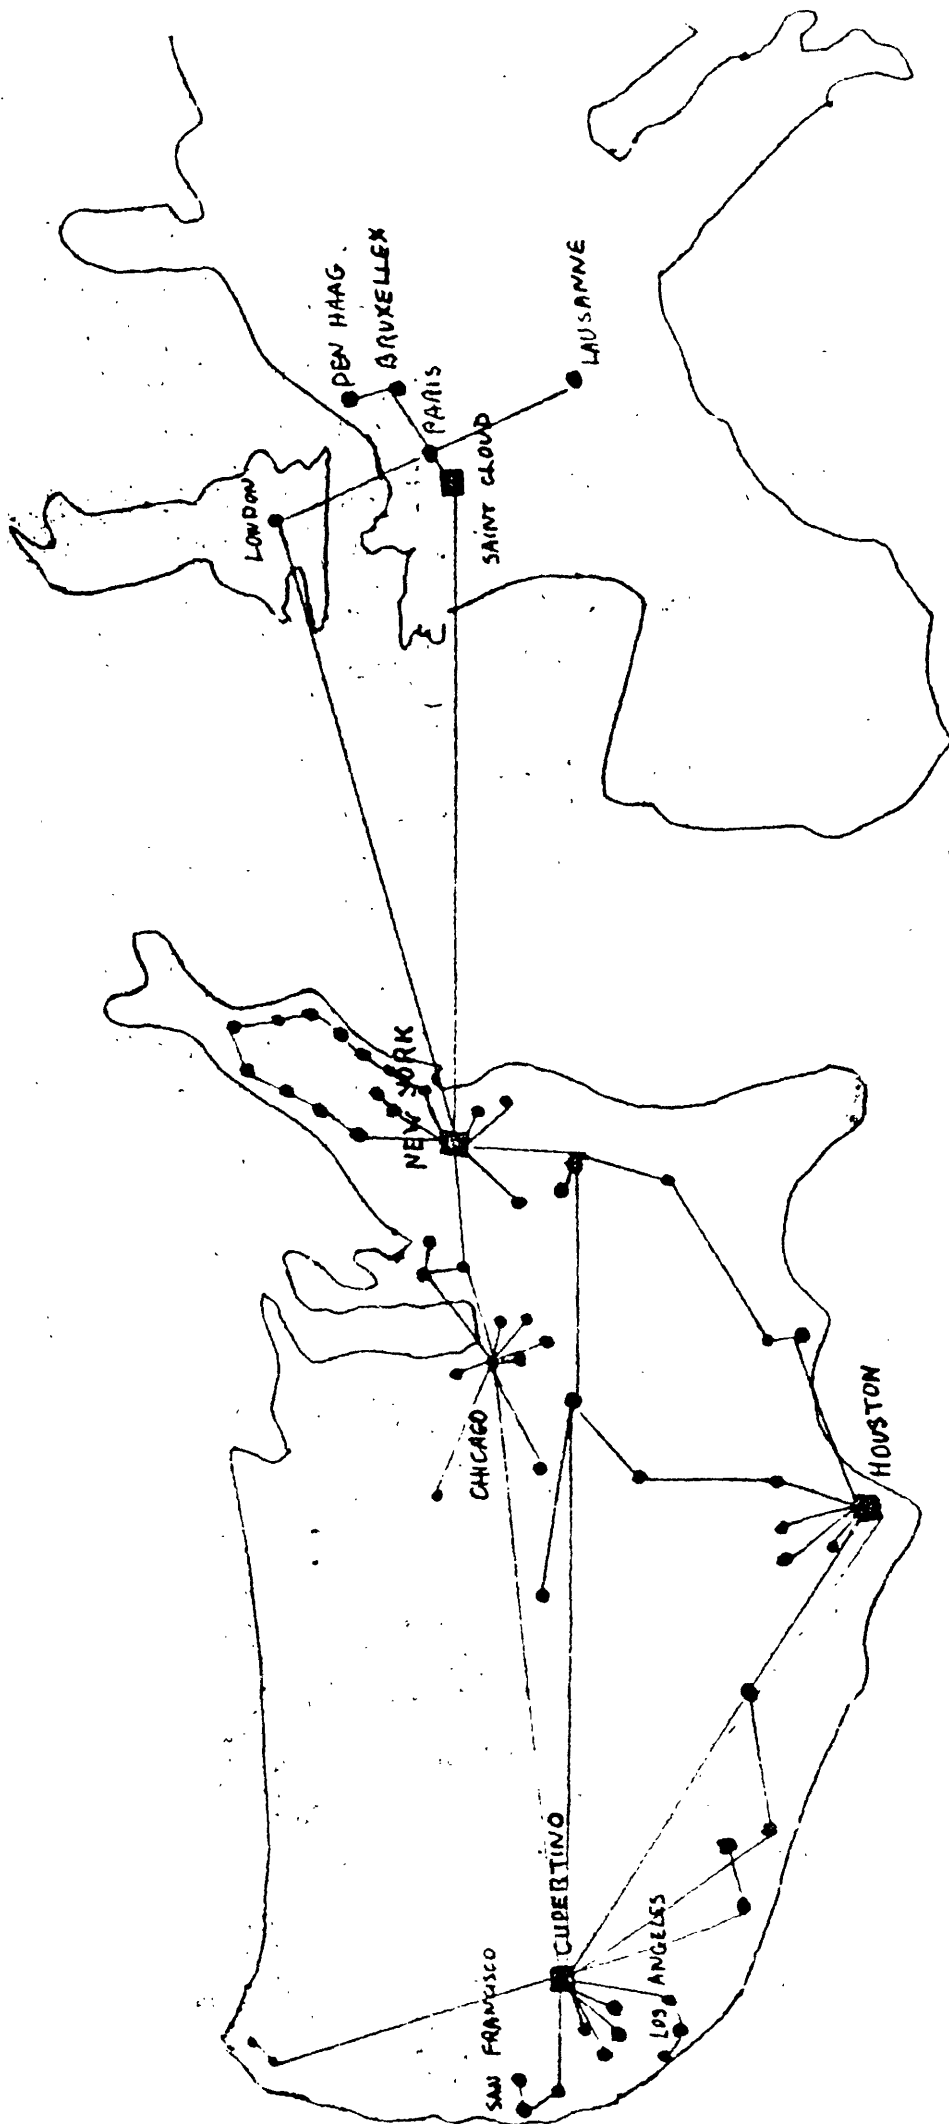 SAN FRANCISCO
CUPERTINO
LOS ANGELES
CHICAGO
HOUSTON
NEW YORK
LONDON
DEN HAAG
BRUXELLEX
PARIS
SAINT CLOUD
LAUSANNE